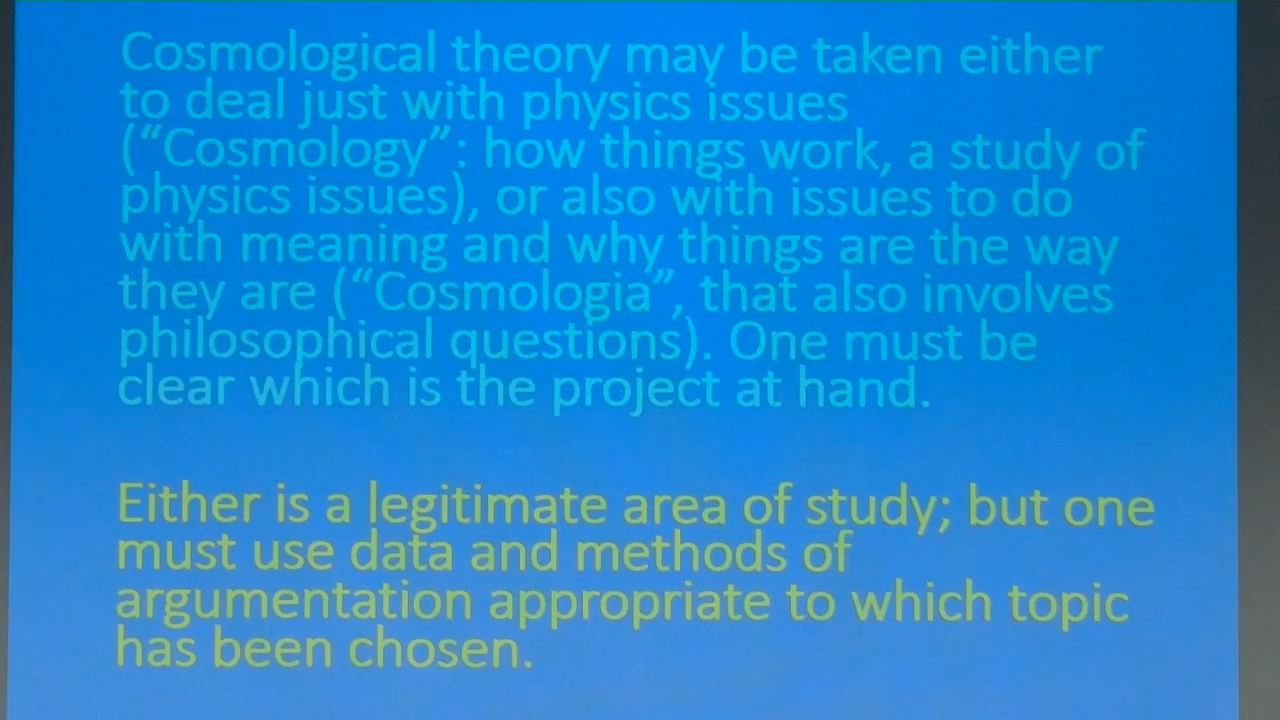 Cosmological theory may be taken either
to deal just with physics issues
(“Cosmology”: how things work, a study of
physics issues), or also with issues to do
with meaning and why things are the way
they are (“Cosmologia”, that also involves
philosophical questions). One must be
clear which is the project at hand.
Either is a legitimate area of study; but one
must use data and methods of
argumentation appropriate to which topic
has been chosen.